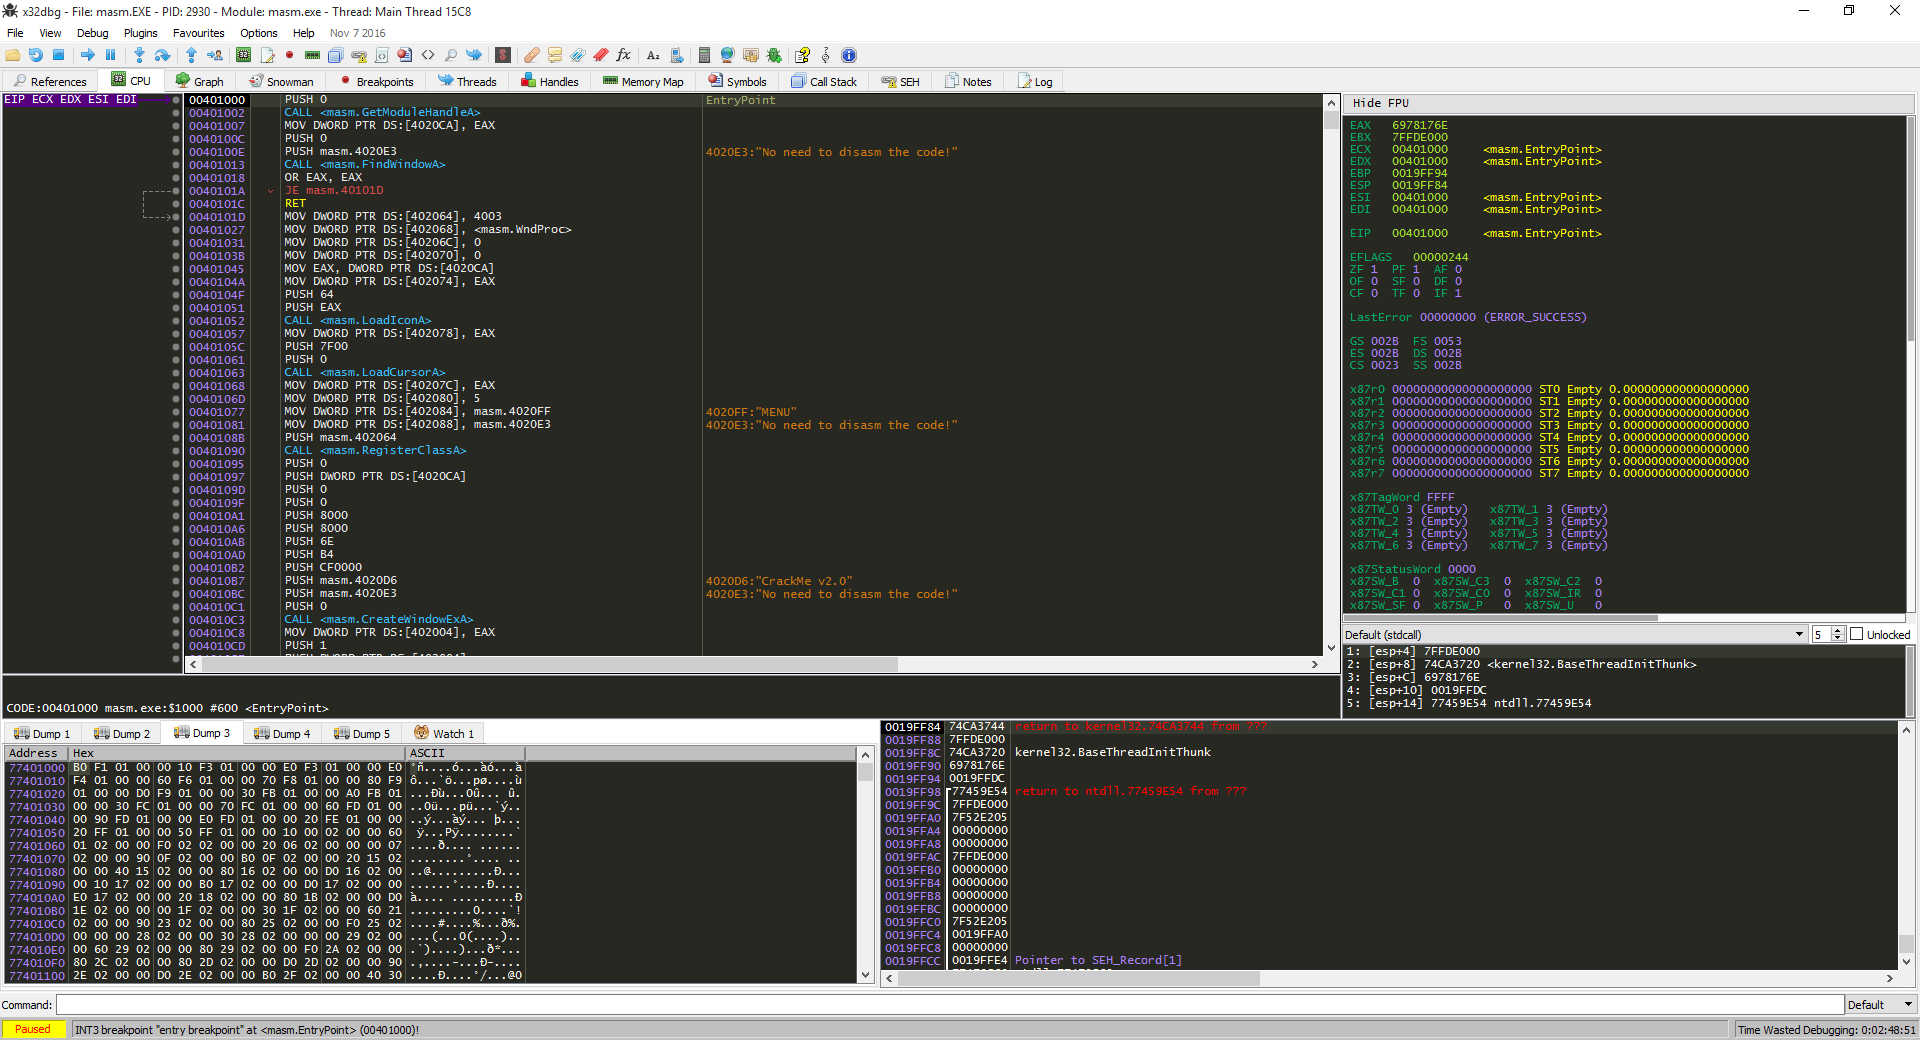 x32dbg - File: masm.EXE - PID: 2930 - Module: masm.exe - Thread: Main Thread 15C8
File View Debug Plugins Favourites Options Help Nov 7 2016
References CPU Graph Snowman Breakpoints Threads Handles Memory Map Symbols Call Stack SEH Notes Log
EIP ECX EDX ESI EDI
00401000 PUSH 0 EntryPoint
00401002 CALL <masm.GetModuleHandleA>
00401007 MOV DWORD PTR DS:[4020CA], EAX
0040100C PUSH 0
0040100E PUSH masm.4020E3 4020E3:"No need to disasm the code!"
00401013 CALL <masm.FindWindowA>
00401018 OR EAX, EAX
0040101A JE masm.40101D
0040101C RET
0040101D MOV DWORD PTR DS:[402064], 4003
00401027 MOV DWORD PTR DS:[402068], <masm.WndProc>
00401031 MOV DWORD PTR DS:[40206C], 0
0040103B MOV DWORD PTR DS:[402070], 0
00401045 MOV EAX, DWORD PTR DS:[4020CA]
0040104A MOV DWORD PTR DS:[402074], EAX
0040104F PUSH 64
00401051 PUSH EAX
00401052 CALL <masm.LoadIconA>
00401057 MOV DWORD PTR DS:[402078], EAX
0040105C PUSH 7F00
00401061 PUSH 0
00401063 CALL <masm.LoadCursorA>
00401068 MOV DWORD PTR DS:[40207C], EAX
0040106D MOV DWORD PTR DS:[402080], 5
00401077 MOV DWORD PTR DS:[402084], masm.4020FF 4020FF:"MENU"
00401081 MOV DWORD PTR DS:[402088], masm.4020E3 4020E3:"No need to disasm the code!"
0040108B PUSH masm.402064
00401090 CALL <masm.RegisterClassA>
00401095 PUSH 0
00401097 PUSH DWORD PTR DS:[4020CA]
0040109D PUSH 0
0040109F PUSH 0
004010A1 PUSH 8000
004010A6 PUSH 8000
004010AB PUSH 6E
004010AD PUSH B4
004010B2 PUSH CF0000
004010B7 PUSH masm.4020D6 4020D6:"CrackMe v2.0"
004010BC PUSH masm.4020E3 4020E3:"No need to disasm the code!"
004010C1 PUSH 0
004010C3 CALL <masm.CreateWindowExA>
004010C8 MOV DWORD PTR DS:[402004], EAX
004010CD PUSH 1
CODE:00401000 masm.exe:$1000 #600 <EntryPoint>
Hide FPU
EAX 6978176E
EBX 7FFDE000
ECX 00401000 <masm.EntryPoint>
EDX 00401000 <masm.EntryPoint>
EBP 0019FF94
ESP 0019FF84
ESI 00401000 <masm.EntryPoint>
EDI 00401000 <masm.EntryPoint>
EIP 00401000 <masm.EntryPoint>
EFLAGS 00000244
ZF 1 PF 1 AF 0
OF 0 SF 0 DF 0
CF 0 TF 0 IF 1
LastError 00000000 (ERROR_SUCCESS)
GS 002B FS 0053
ES 002B DS 002B
CS 0023 SS 002B
x87r0 00000000000000000000 ST0 Empty 0.000000000000000000
x87r1 00000000000000000000 ST1 Empty 0.000000000000000000
x87r2 00000000000000000000 ST2 Empty 0.000000000000000000
x87r3 00000000000000000000 ST3 Empty 0.000000000000000000
x87r4 00000000000000000000 ST4 Empty 0.000000000000000000
x87r5 00000000000000000000 ST5 Empty 0.000000000000000000
x87r6 00000000000000000000 ST6 Empty 0.000000000000000000
x87r7 00000000000000000000 ST7 Empty 0.000000000000000000
x87TagWord FFFF
x87TW_0 3 (Empty) x87TW_1 3 (Empty)
x87TW_2 3 (Empty) x87TW_3 3 (Empty)
x87TW_4 3 (Empty) x87TW_5 3 (Empty)
x87TW_6 3 (Empty) x87TW_7 3 (Empty)
x87StatusWord 0000
x87SW_B 0 x87SW_C3 0 x87SW_C2 0
x87SW_C1 0 x87SW_C0 0 x87SW_IR 0
x87SW_SF 0 x87SW_P 0 x87SW_U 0
Default (stdcall) 5 Unlocked
1: [esp+4] 7FFDE000
2: [esp+8] 74CA3720 <kernel32.BaseThreadInitThunk>
3: [esp+C] 6978176E
4: [esp+10] 0019FFDC
5: [esp+14] 77459E54 ntdll.77459E54
Dump 1 Dump 2 Dump 3 Dump 4 Dump 5 Watch 1
Address Hex ASCII
77401000 B0 F1 01 00 00 10 F3 01 00 00 E0 F3 01 00 00 E0
77401010 F4 01 00 00 60 F6 01 00 00 70 F8 01 00 00 80 F9
77401020 01 00 00 D0 F9 01 00 00 30 FB 01 00 00 A0 FB 01
77401030 00 00 30 FC 01 00 00 70 FC 01 00 00 60 FD 01 00
77401040 00 90 FD 01 00 00 E0 FD 01 00 00 20 FE 01 00 00
77401050 20 FF 01 00 00 50 FF 01 00 00 10 00 02 00 00 60
77401060 01 02 00 00 F0 02 02 00 00 20 06 02 00 00 00 07
77401070 02 00 00 90 0F 02 00 00 B0 0F 02 00 00 20 15 02
77401080 00 00 40 15 02 00 00 80 16 02 00 00 D0 16 02 00
77401090 00 10 17 02 00 00 B0 17 02 00 00 D0 17 02 00 00
774010A0 E0 17 02 00 00 20 18 02 00 00 80 1B 02 00 00 D0
774010B0 1E 02 00 00 00 1F 02 00 00 30 1F 02 00 00 60 21
774010C0 02 00 00 90 23 02 00 00 80 25 02 00 00 F0 25 02
774010D0 00 00 00 28 02 00 00 30 28 02 00 00 00 29 02 00
774010E0 00 60 29 02 00 00 80 29 02 00 00 F0 2A 02 00 00
774010F0 80 2C 02 00 00 80 2D 02 00 00 D0 2D 02 00 00 90
77401100 2E 02 00 00 D0 2E 02 00 00 B0 2F 02 00 00 40 30
0019FF84 74CA3744 return to kernel32.74CA3744 from ???
0019FF88 7FFDE000
0019FF8C 74CA3720 kernel32.BaseThreadInitThunk
0019FF90 6978176E
0019FF94 0019FFDC
0019FF98 77459E54 return to ntdll.77459E54 from ???
0019FF9C 7FFDE000
0019FFA0 7F52E205
0019FFA4 00000000
0019FFA8 00000000
0019FFAC 7FFDE000
0019FFB0 00000000
0019FFB4 00000000
0019FFB8 00000000
0019FFBC 00000000
0019FFC0 7F52E205
0019FFC4 0019FFA0
0019FFC8 00000000
0019FFCC 0019FFE4 Pointer to SEH_Record[1]
Command: Default
Paused INT3 breakpoint "entry breakpoint" at <masm.EntryPoint> (00401000)! Time Wasted Debugging: 0:02:48:51